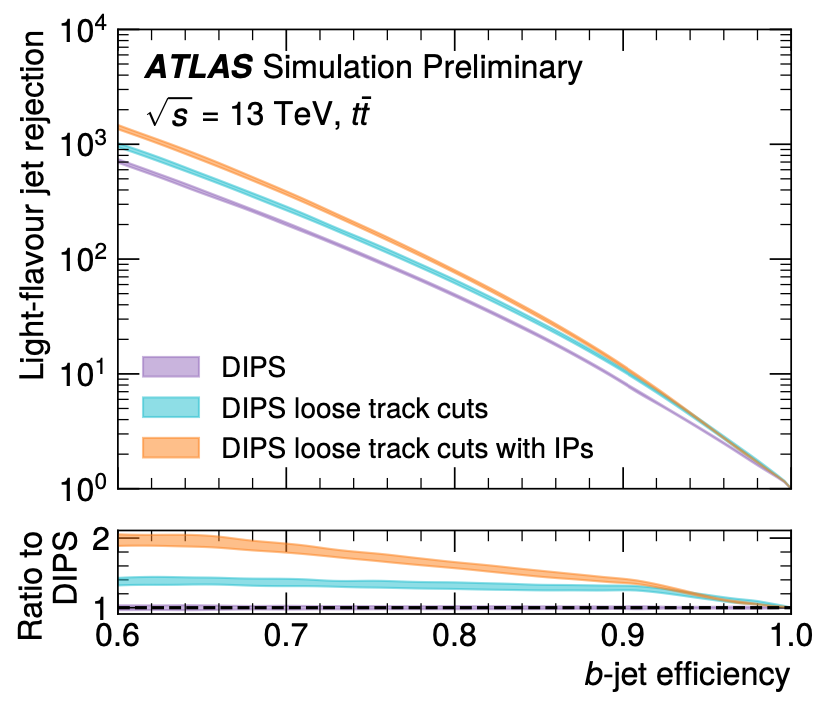 10⁴
ATLAS Simulation Preliminary
√s = 13 TeV, tt̄
Light-flavour jet rejection
10³
10²
10¹
10⁰
DIPS
DIPS loose track cuts
DIPS loose track cuts with IPs
Ratio to
DIPS
2
1
0.6 0.7 0.8 0.9 1.0
b-jet efficiency